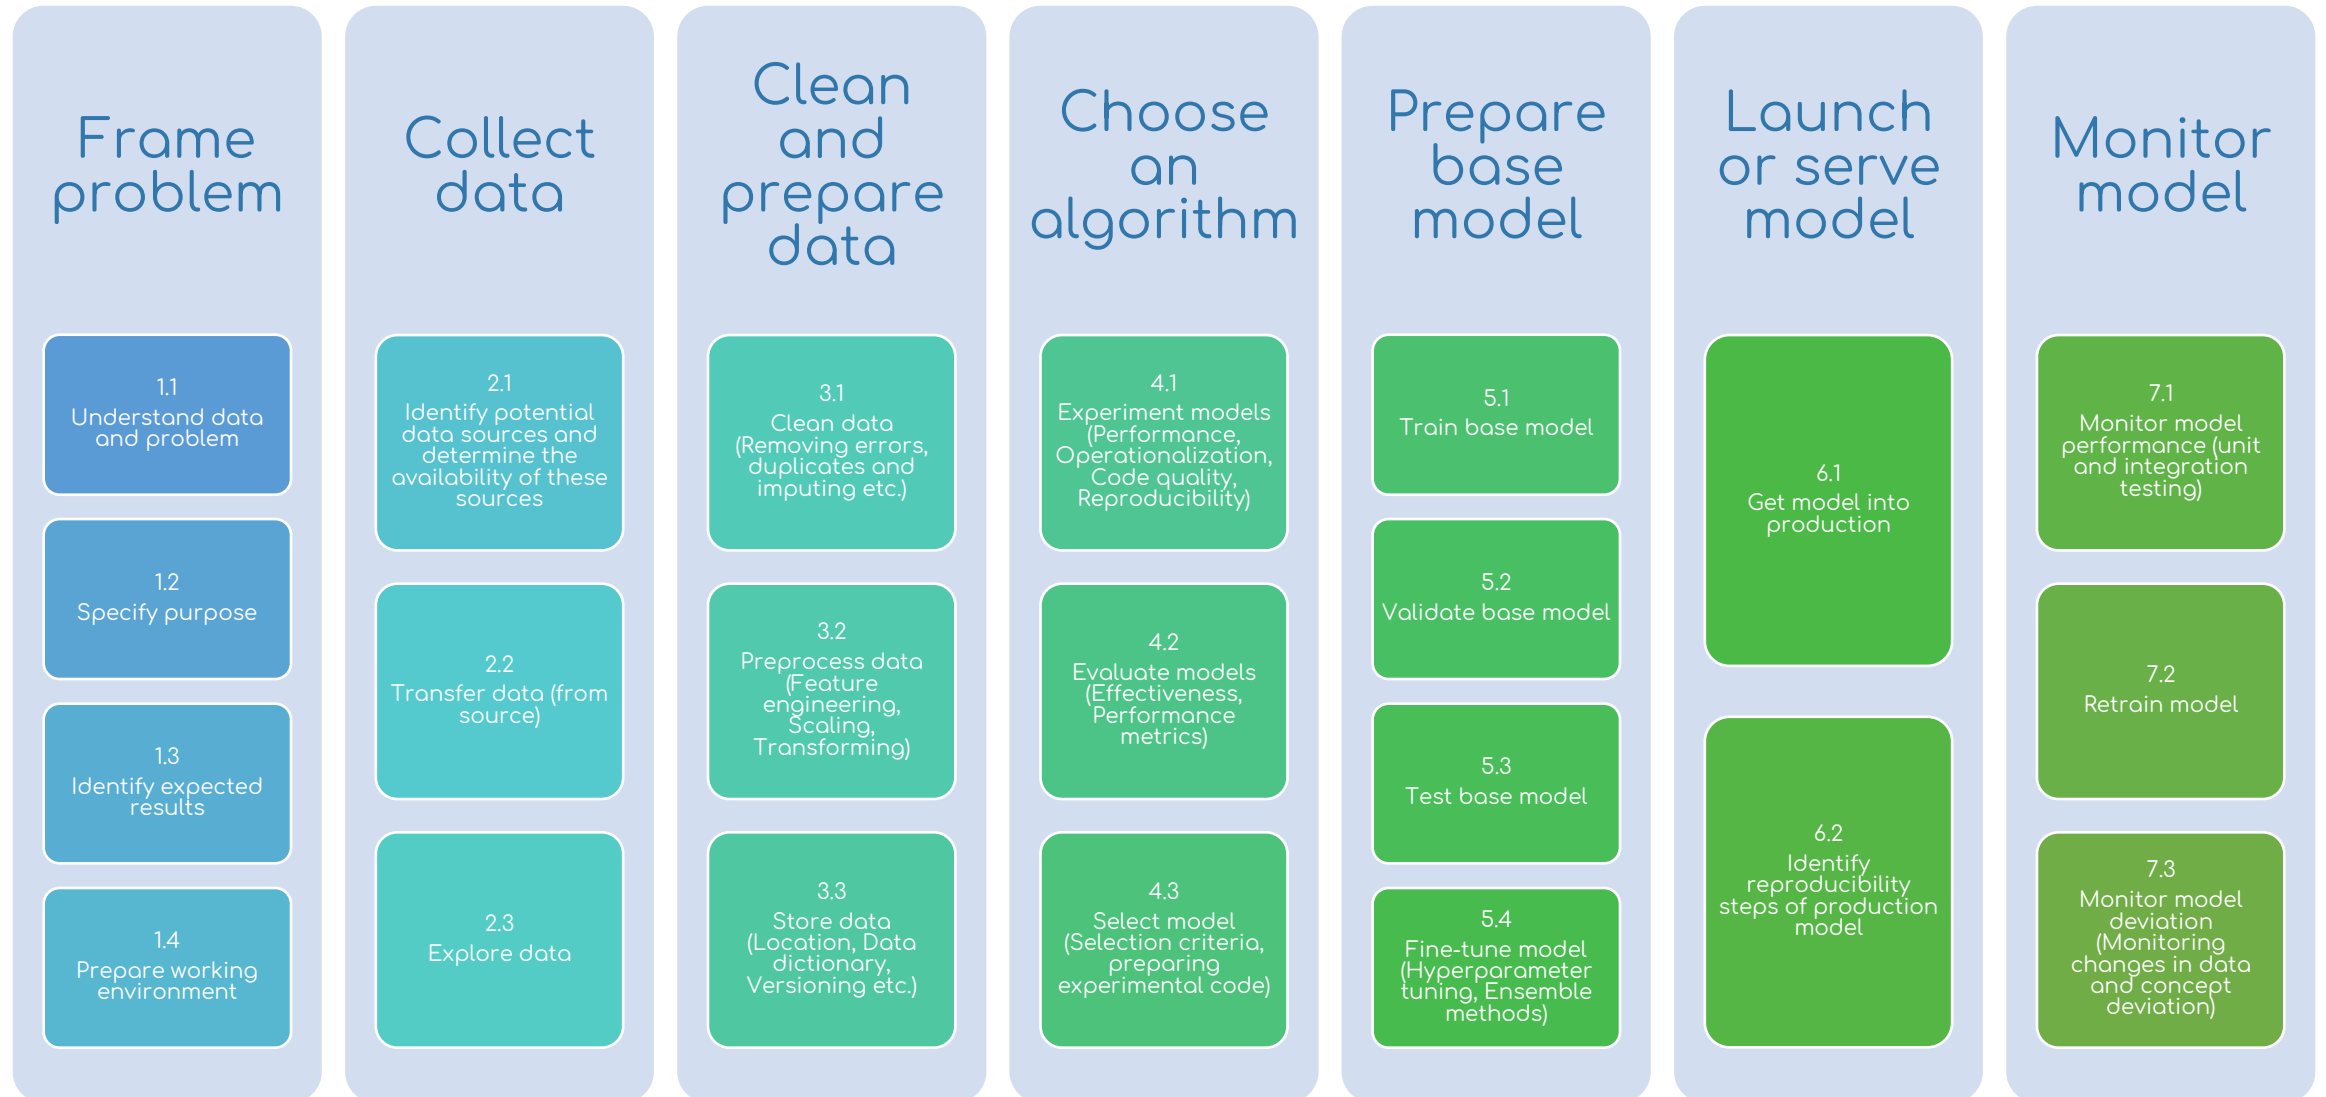 Frame
problem
1.1
Understand data
and problem
1.2
Specify purpose
1.3
Identify expected
results
1.4
Prepare working
environment
Collect
data
2.1
Identify potential
data sources and
determine the
availability of these
sources
2.2
Transfer data (from
source)
2.3
Explore data
Clean
and
prepare
data
3.1
Clean data
(Removing errors,
duplicates and
imputing etc.)
3.2
Preprocess data
(Feature
engineering,
Scaling,
Transforming)
3.3
Store data
(Location, Data
dictionary,
Versioning etc.)
Choose
an
algorithm
4.1
Experiment models
(Performance,
Operationalization,
Code quality,
Reproducibility)
4.2
Evaluate models
(Effectiveness,
Performance
metrics)
4.3
Select model
(Selection criteria,
preparing
experimental code)
Prepare
base
model
5.1
Train base model
5.2
Validate base model
5.3
Test base model
5.4
Fine-tune model
(Hyperparameter
tuning, Ensemble
methods)
Launch
or serve
model
6.1
Get model into
production
6.2
Identify
reproducibility
steps of production
model
Monitor
model
7.1
Monitor model
performance (unit
and integration
testing)
7.2
Retrain model
7.3
Monitor model
deviation
(Monitoring
changes in data
and concept
deviation)